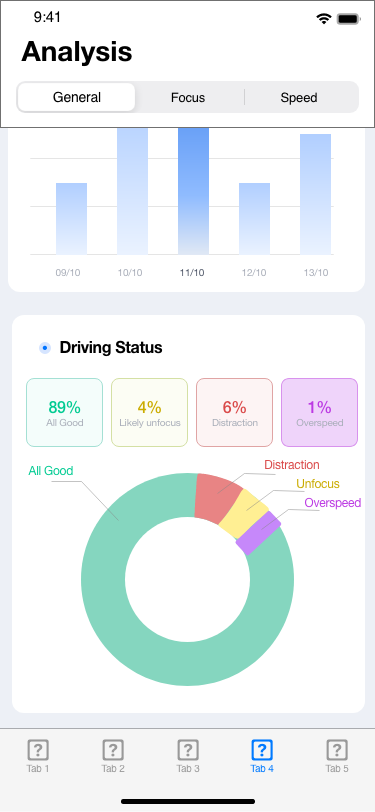 9:41
Analysis
General Focus Speed
09/10 10/10 11/10 12/10 13/10
Driving Status
89% 4% 6% 1%
All Good Likely unfocus Distraction Overspeed
Distraction
All Good
Unfocus
Overspeed
? ? ? ? ?
Tab 1 Tab 2 Tab 3 Tab 4 Tab 5